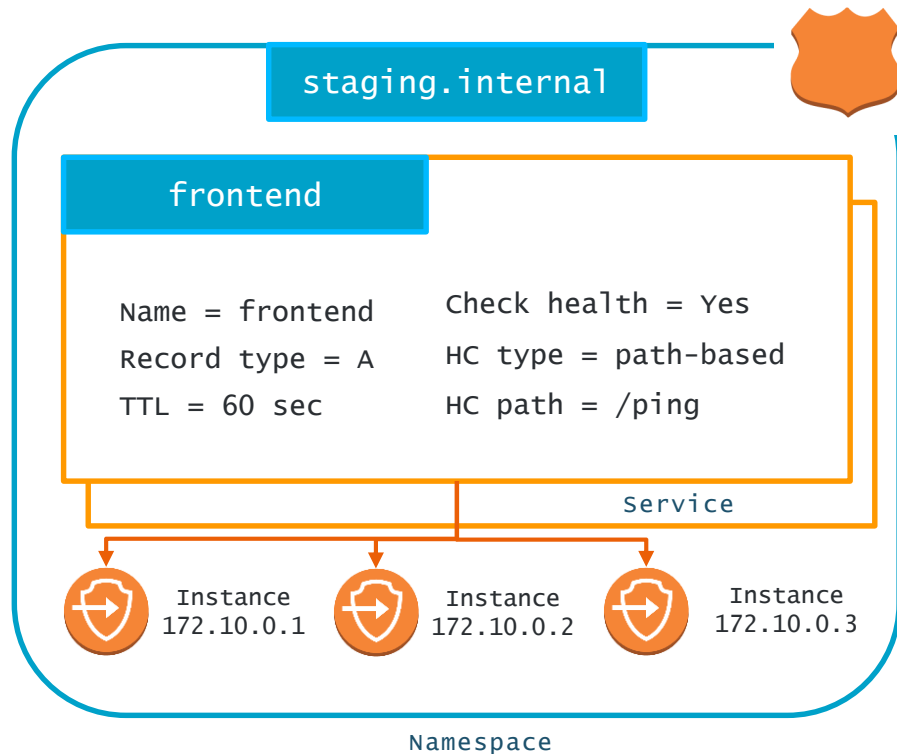 staging.internal
frontend
Name = frontend
Record type = A
TTL = 60 sec
Check health = Yes
HC type = path-based
HC path = /ping
Service
Instance
172.10.0.1
Instance
172.10.0.2
Instance
172.10.0.3
Namespace